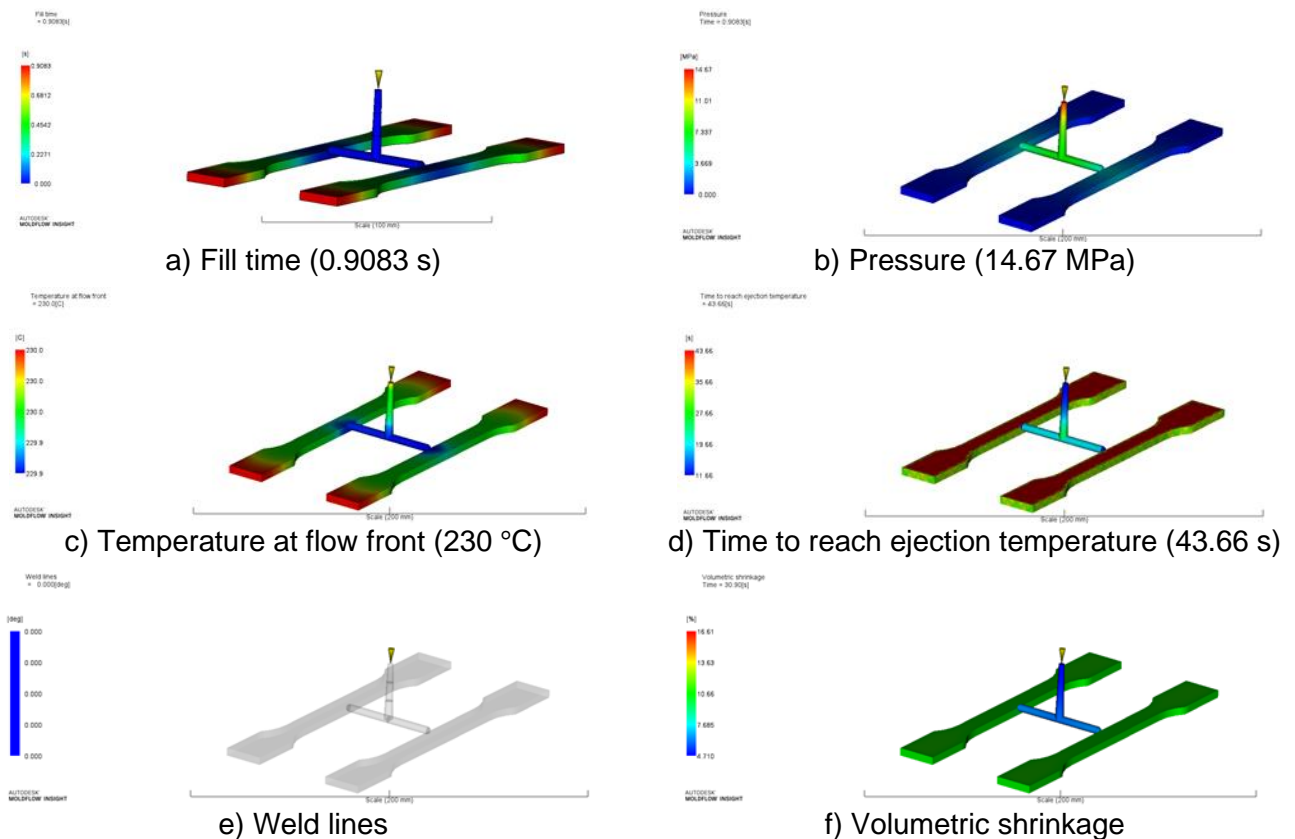 Fill time
= 0.9083[s]
[s]
0.9083
0.6812
0.4542
0.2271
0.000
AUTODESK
MOLDFLOW INSIGHT
Scale (100 mm)
a) Fill time (0.9083 s)
Pressure
Time = 0.9083[s]
[MPa]
14.67
11.01
7.337
3.669
0.000
AUTODESK
MOLDFLOW INSIGHT
Scale (200 mm)
b) Pressure (14.67 MPa)
Temperature at flow front
= 230.0[C]
[C]
230.0
230.0
230.0
229.9
229.9
AUTODESK
MOLDFLOW INSIGHT
Scale (200 mm)
c) Temperature at flow front (230 °C)
Time to reach ejection temperature
= 43.66[s]
[s]
43.66
35.66
27.66
19.66
11.66
AUTODESK
MOLDFLOW INSIGHT
Scale (200 mm)
d) Time to reach ejection temperature (43.66 s)
Weld lines
= 0.000[deg]
[deg]
0.000
0.000
0.000
0.000
0.000
AUTODESK
MOLDFLOW INSIGHT
Scale (200 mm)
e) Weld lines
Volumetric shrinkage
Time = 30.90[s]
[%]
16.61
13.63
10.66
7.685
4.710
AUTODESK
MOLDFLOW INSIGHT
Scale (200 mm)
f) Volumetric shrinkage